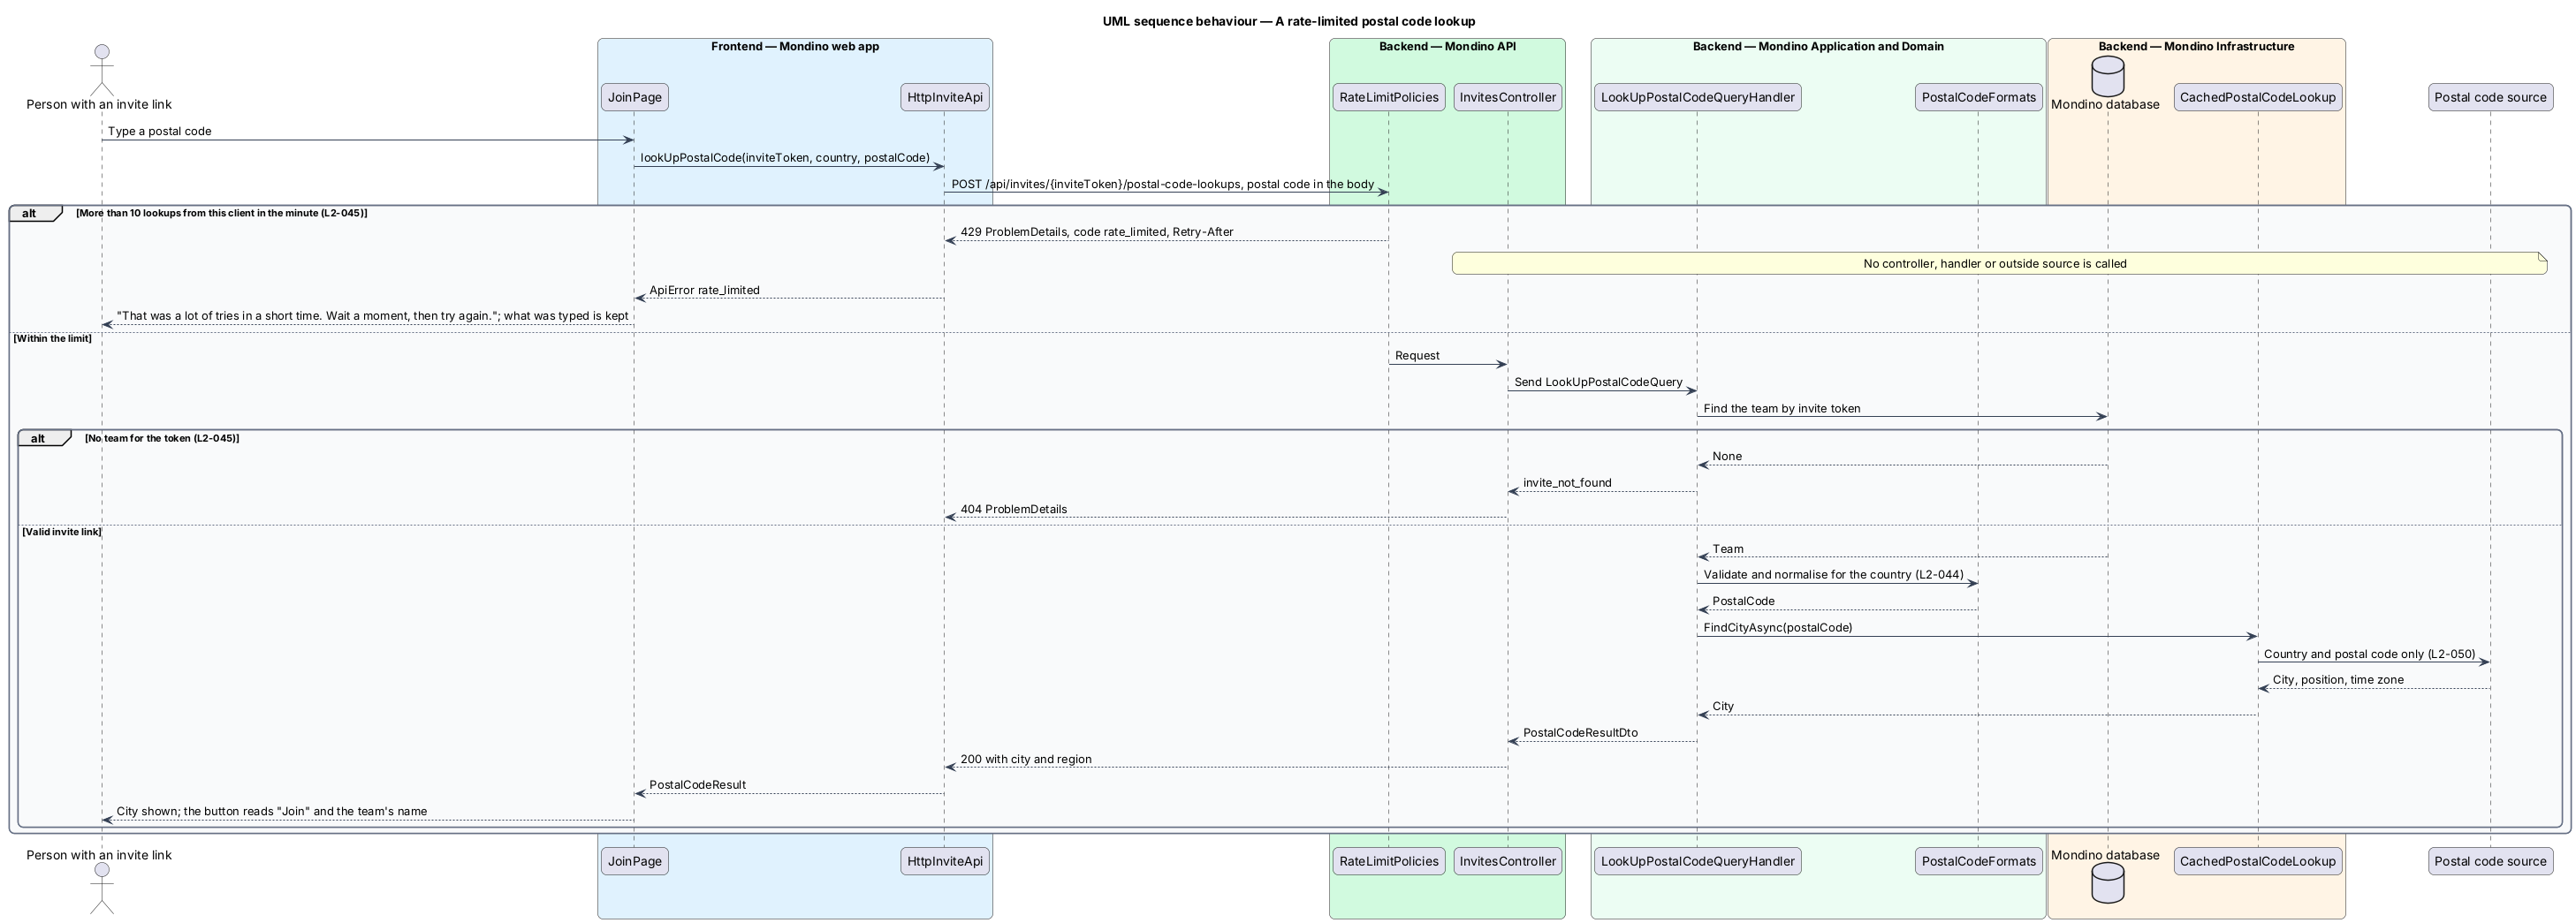 UML sequence behaviour — A rate-limited postal code lookup
Frontend — Mondino web app
Backend — Mondino API
Backend — Mondino Application and Domain
Backend — Mondino Infrastructure
Person with an invite link
JoinPage
HttpInviteApi
RateLimitPolicies
InvitesController
LookUpPostalCodeQueryHandler
PostalCodeFormats
Mondino database
CachedPostalCodeLookup
Postal code source
Type a postal code
lookUpPostalCode(inviteToken, country, postalCode)
POST /api/invites/{inviteToken}/postal-code-lookups, postal code in the body
alt
[More than 10 lookups from this client in the minute (L2-045)]
429 ProblemDetails, code rate_limited, Retry-After
No controller, handler or outside source is called
ApiError rate_limited
"That was a lot of tries in a short time. Wait a moment, then try again."; what was typed is kept
[Within the limit]
Request
Send LookUpPostalCodeQuery
Find the team by invite token
alt
[No team for the token (L2-045)]
None
invite_not_found
404 ProblemDetails
[Valid invite link]
Team
Validate and normalise for the country (L2-044)
PostalCode
FindCityAsync(postalCode)
Country and postal code only (L2-050)
City, position, time zone
City
PostalCodeResultDto
200 with city and region
PostalCodeResult
City shown; the button reads "Join" and the team's name
Person with an invite link
JoinPage
HttpInviteApi
RateLimitPolicies
InvitesController
LookUpPostalCodeQueryHandler
PostalCodeFormats
Mondino database
CachedPostalCodeLookup
Postal code source